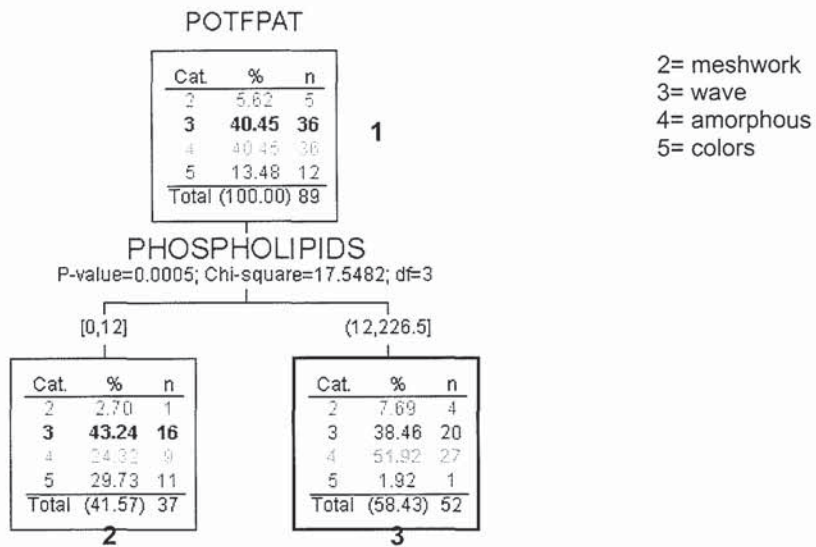 POTFPAT
Cat. % n
2 5.62 5
3 40.45 36
4 40.45 36
5 13.48 12
Total (100.00) 89
1
2= meshwork
3= wave
4= amorphous
5= colors
PHOSPHOLIPIDS
P-value=0.0005; Chi-square=17.5482; df=3
[0,12]
(12,226.5]
Cat. % n
2 2.70 1
3 43.24 16
4 24.32 9
5 29.73 11
Total (41.57) 37
2
Cat. % n
2 7.69 4
3 38.46 20
4 51.92 27
5 1.92 1
Total (58.43) 52
3